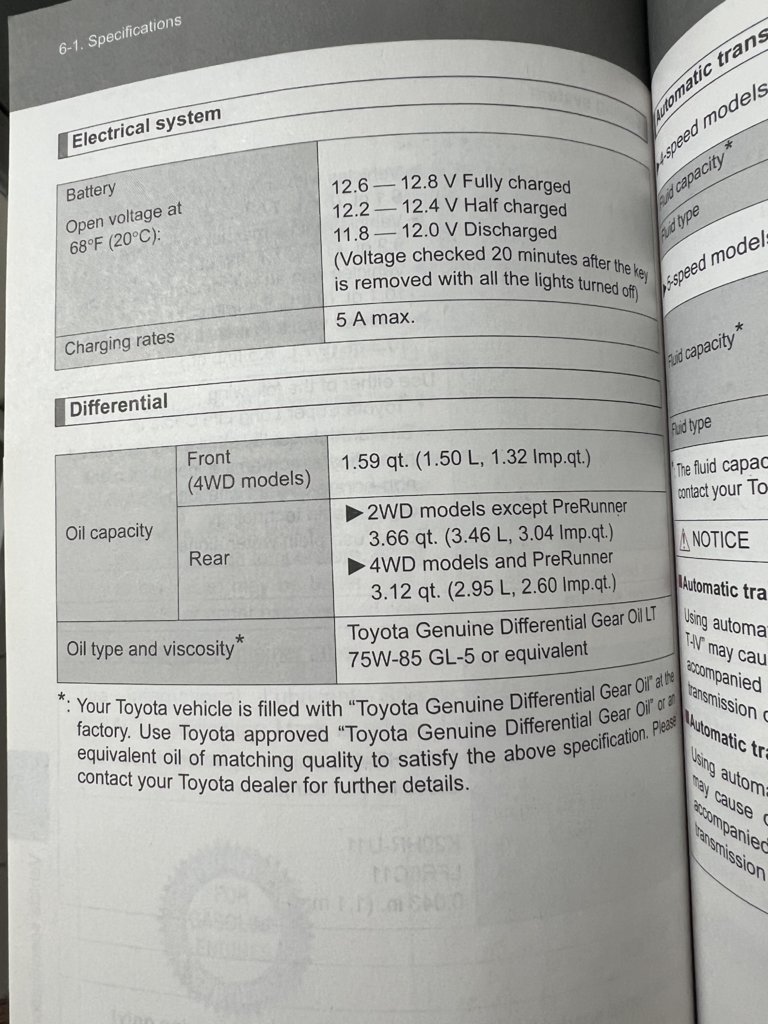 6-1. Specifications
Electrical system
Battery
Open voltage at
68°F (20°C):
12.6 — 12.8 V Fully charged
12.2 — 12.4 V Half charged
11.8 — 12.0 V Discharged
(Voltage checked 20 minutes after the key
is removed with all the lights turned off)
Charging rates
5 A max.
Differential
Oil capacity
Front
(4WD models)
1.59 qt. (1.50 L, 1.32 Imp.qt.)
Rear
▶2WD models except PreRunner
3.66 qt. (3.46 L, 3.04 Imp.qt.)
▶4WD models and PreRunner
3.12 qt. (2.95 L, 2.60 Imp.qt.)
Oil type and viscosity*
Toyota Genuine Differential Gear Oil LT
75W-85 GL-5 or equivalent
*: Your Toyota vehicle is filled with “Toyota Genuine Differential Gear Oil” at the
factory. Use Toyota approved “Toyota Genuine Differential Gear Oil” or an
equivalent oil of matching quality to satisfy the above specification. Please
contact your Toyota dealer for further details.
Automatic trans
4-speed models
Fluid capacity*
Fluid type
▶5-speed models
Fluid capacity*
Fluid type
The fluid capac
contact your To
NOTICE
■Automatic tra
Using automa
T-IV” may cau
accompanied
transmission
■Automatic tra
Using automa
may cause
accompanied
transmission